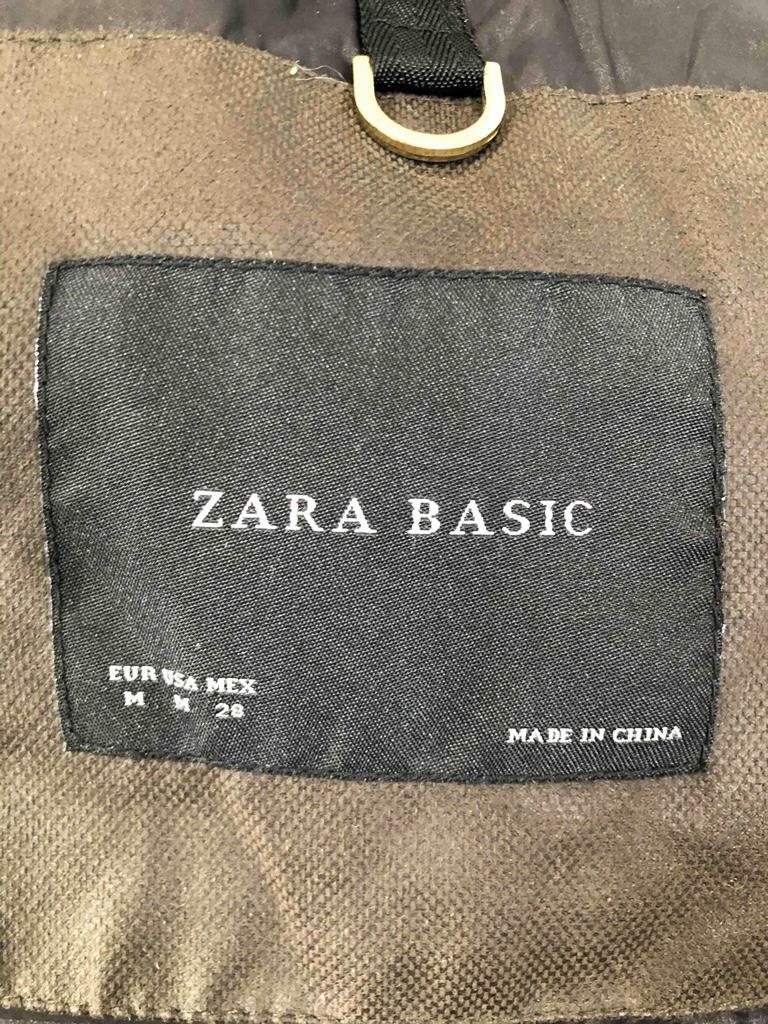 ZARA BASIC
EUR USA MEX
M M 28
MADE IN CHINA